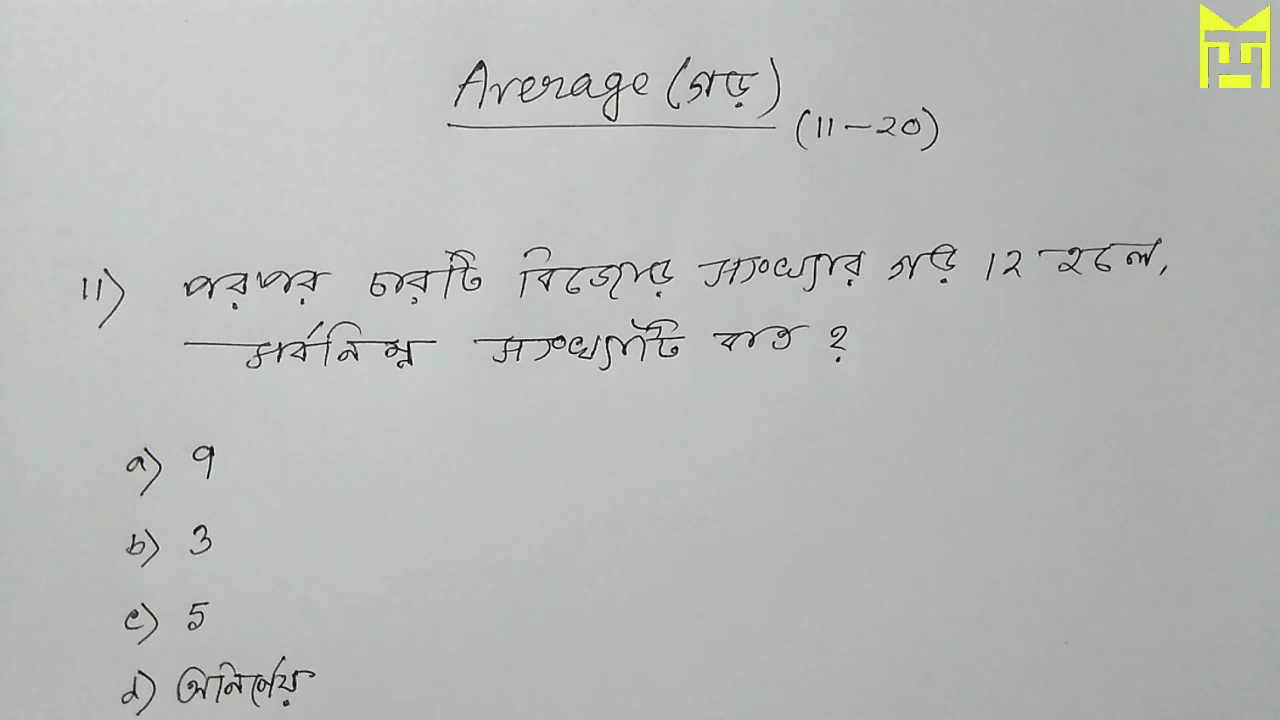 Average (গড়)
(11-20)
11) পরপর চারটি বিজোড় সংখ্যার গড় 12 হলে,
সর্বনিম্ন সংখ্যাটি কত ?
a) 9
b) 3
c) 5
d) অনির্ণেয়